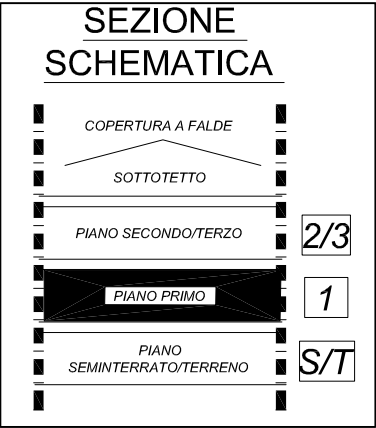 SEZIONE
SCHEMATICA
COPERTURA A FALDE
SOTTOTETTO
PIANO SECONDO/TERZO
2/3
PIANO PRIMO
1
PIANO
SEMINTERRATO/TERRENO
S/T